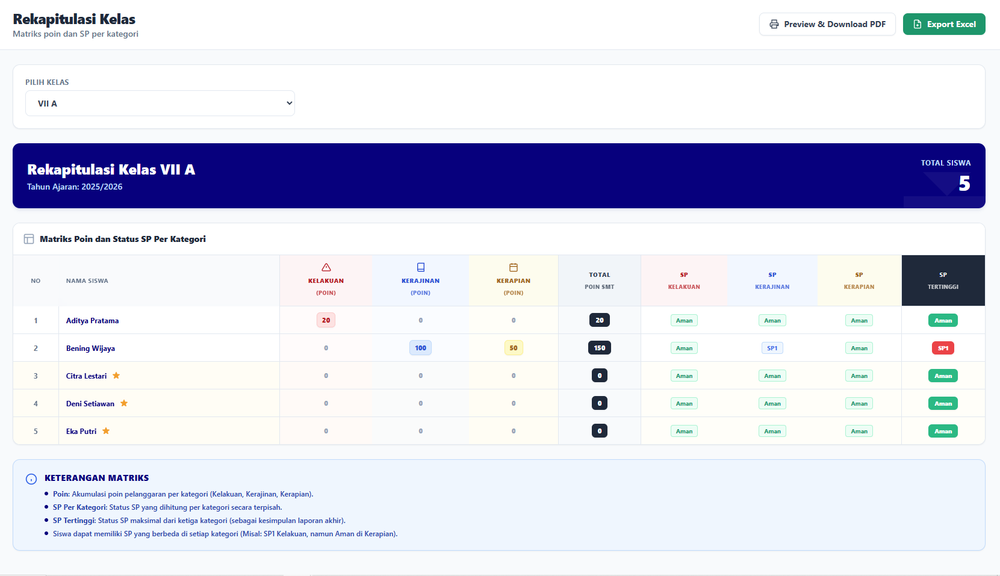 Rekapitulasi Kelas
Matriks poin dan SP per kategori
Preview & Download PDF
Export Excel
PILIH KELAS
VII A
Rekapitulasi Kelas VII A
Tahun Ajaran: 2025/2026
TOTAL SISWA
5
Matriks Poin dan Status SP Per Kategori
NO NAMA SISWA KELAKUAN (POIN) KERAJINAN (POIN) KERAPIAN (POIN) TOTAL POIN SMT SP KELAKUAN SP KERAJINAN SP KERAPIAN SP TERTINGGI
1 Aditya Pratama 20 0 0 20 Aman Aman Aman Aman
2 Bening Wijaya 0 100 50 150 Aman SP1 Aman SP1
3 Citra Lestari 0 0 0 0 Aman Aman Aman Aman
4 Deni Setiawan 0 0 0 0 Aman Aman Aman Aman
5 Eka Putri 0 0 0 0 Aman Aman Aman Aman
KETERANGAN MATRIKS
Poin: Akumulasi poin pelanggaran per kategori (Kelakuan, Kerajinan, Kerapian).
SP Per Kategori: Status SP yang dihitung per kategori secara terpisah.
SP Tertinggi: Status SP maksimal dari ketiga kategori (sebagai kesimpulan laporan akhir).
Siswa dapat memiliki SP yang berbeda di setiap kategori (Misal: SP1 Kelakuan, namun Aman di Kerapian).